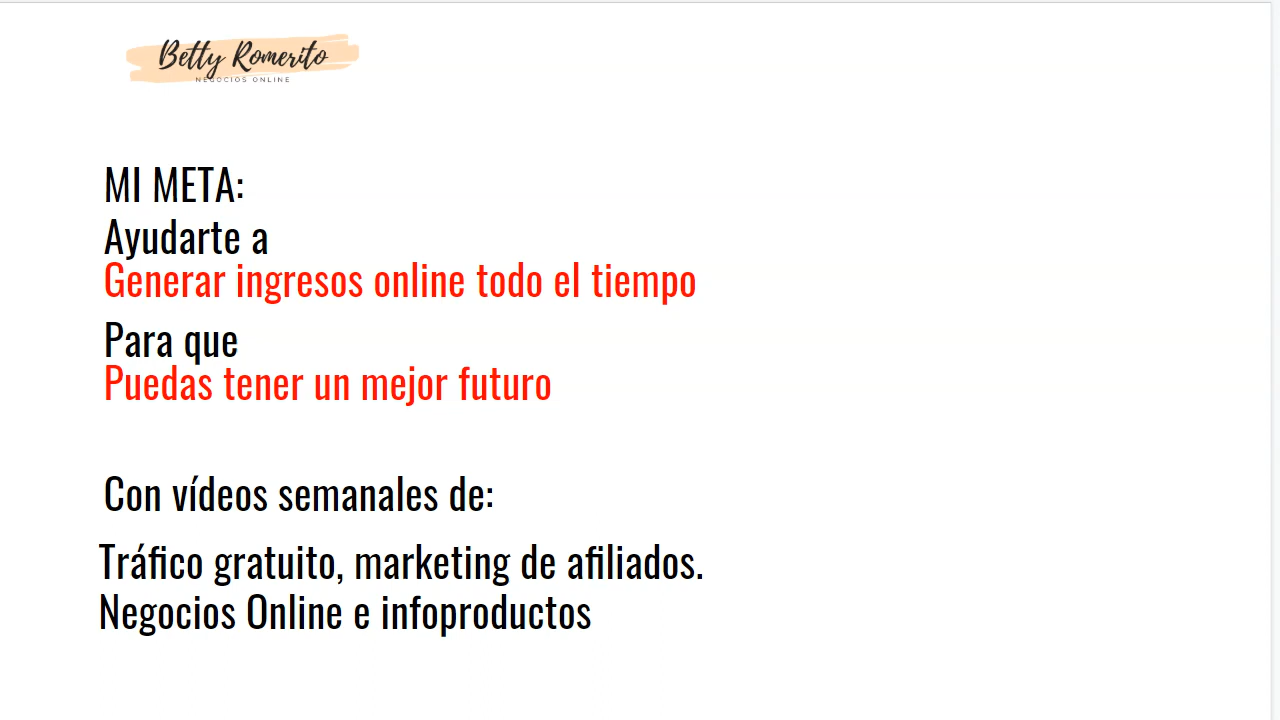 Betty Romerito
NEGOCIOS ONLINE
MI META:
Ayudarte a
Generar ingresos online todo el tiempo
Para que
Puedas tener un mejor futuro
Con vídeos semanales de:
Tráfico gratuito, marketing de afiliados.
Negocios Online e infoproductos